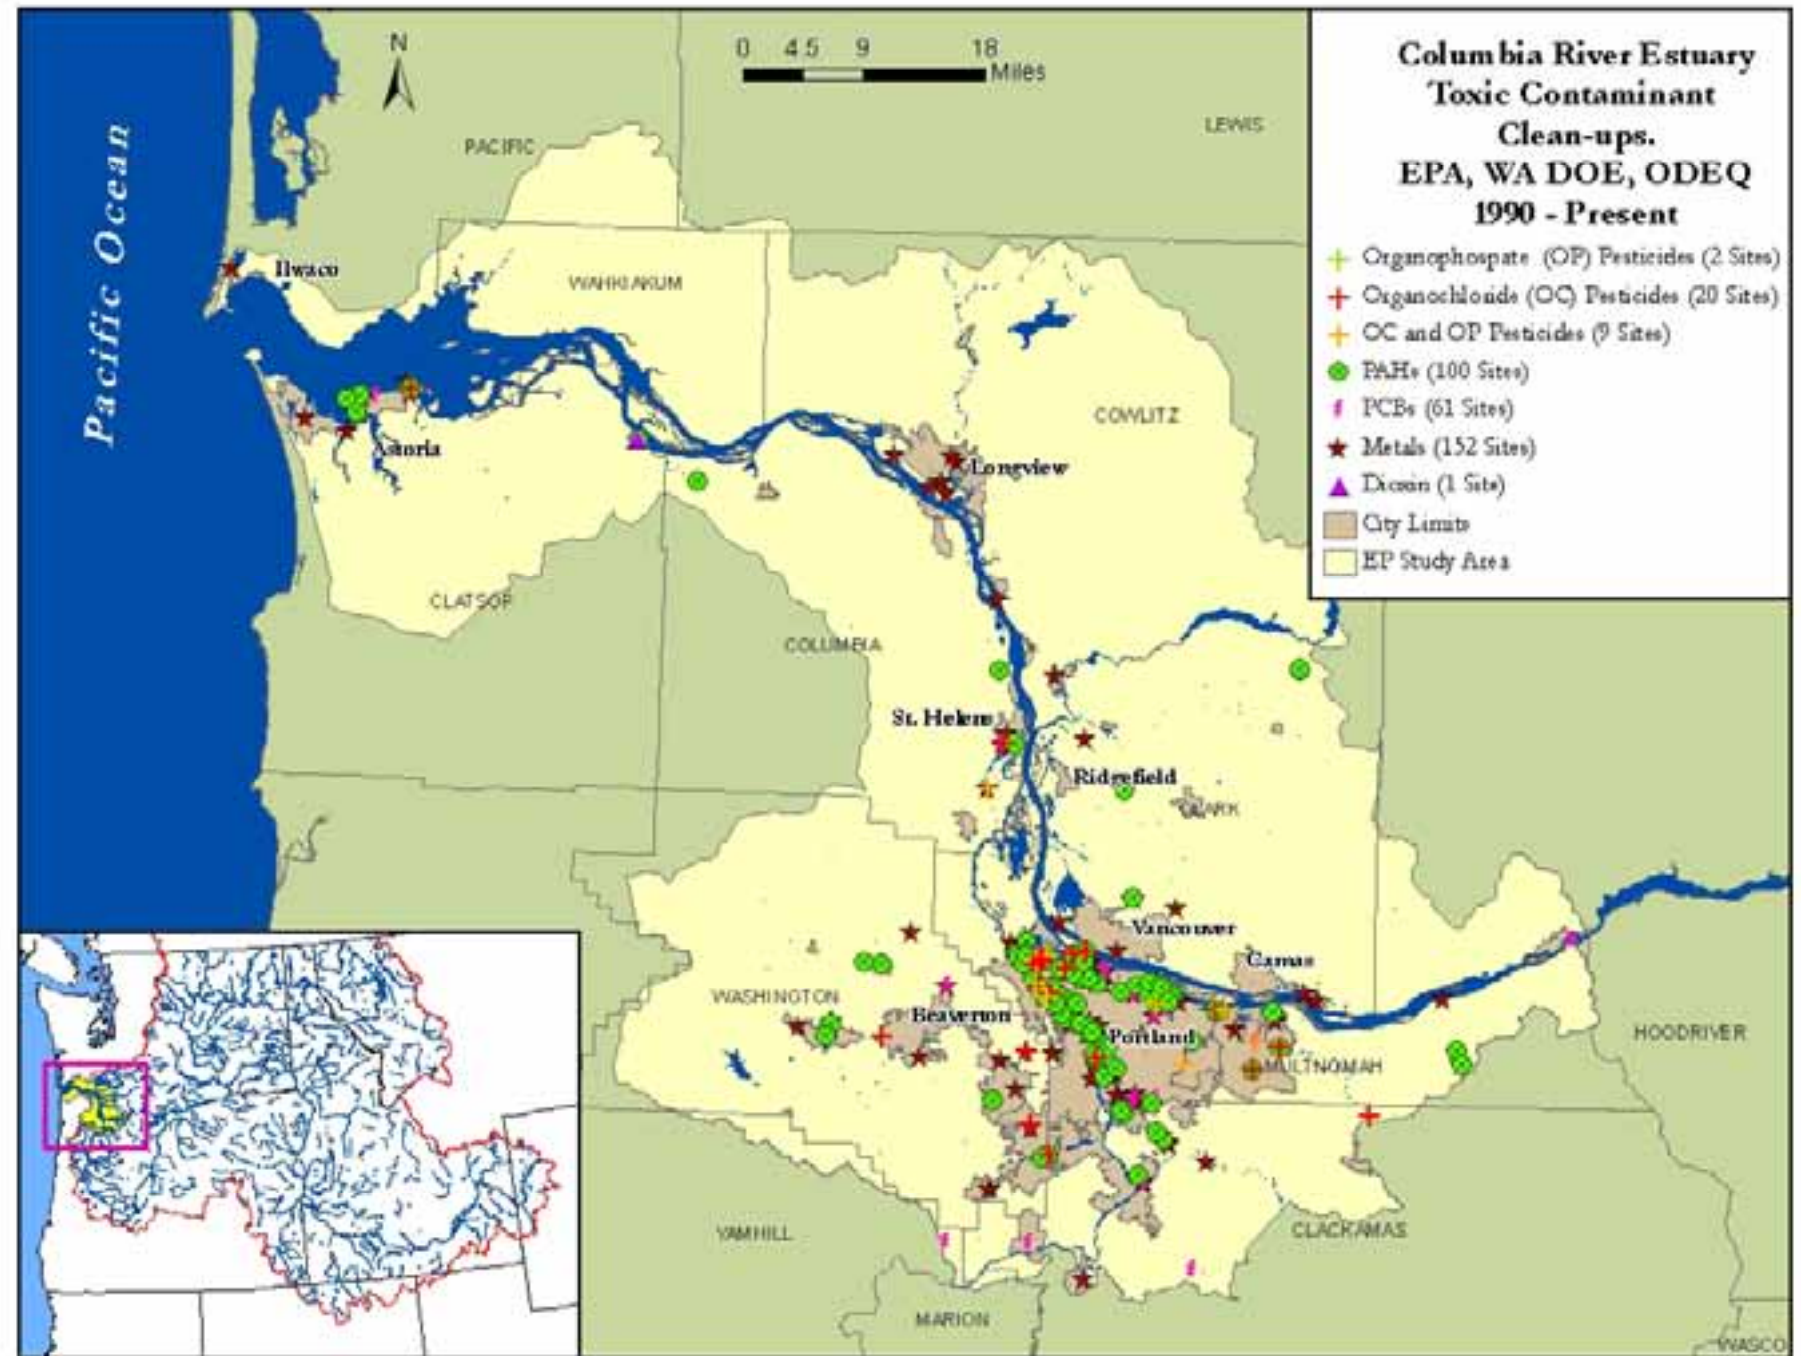 N
0 4.5 9 18
Miles
Pacific Ocean
Columbia River Estuary
Toxic Contaminant
Clean-ups.
EPA, WA DOE, ODEQ
1990 - Present
Organophospate (OP) Pesticides (2 Sites)
Organochloride (OC) Pesticides (20 Sites)
OC and OP Pesticides (9 Sites)
PAHs (100 Sites)
PCBs (61 Sites)
Metals (152 Sites)
Dioxin (1 Site)
City Limits
EP Study Area
LEWIS
PACIFIC
Ilwaco
WAHKIAKUM
COWLITZ
Astoria
Longview
CLATSOP
COLUMBIA
St. Helens
Ridgefield
CLARK
Vancouver
Camas
WASHINGTON
Beaverton
Portland
HOODRIVER
MULTNOMAH
YAMHILL
CLACKAMAS
MARION
WASCO